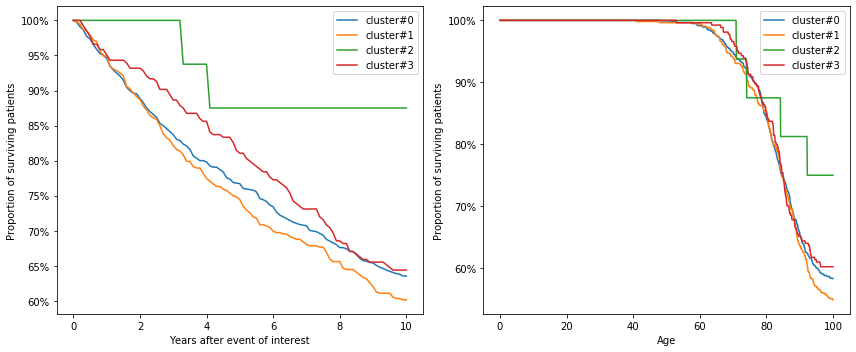 100%
95%
90%
85%
80%
75%
70%
65%
60%
Proportion of surviving patients
0 2 4 6 8 10
Years after event of interest
cluster#0
cluster#1
cluster#2
cluster#3
100%
90%
80%
70%
60%
Proportion of surviving patients
0 20 40 60 80 100
Age
cluster#0
cluster#1
cluster#2
cluster#3